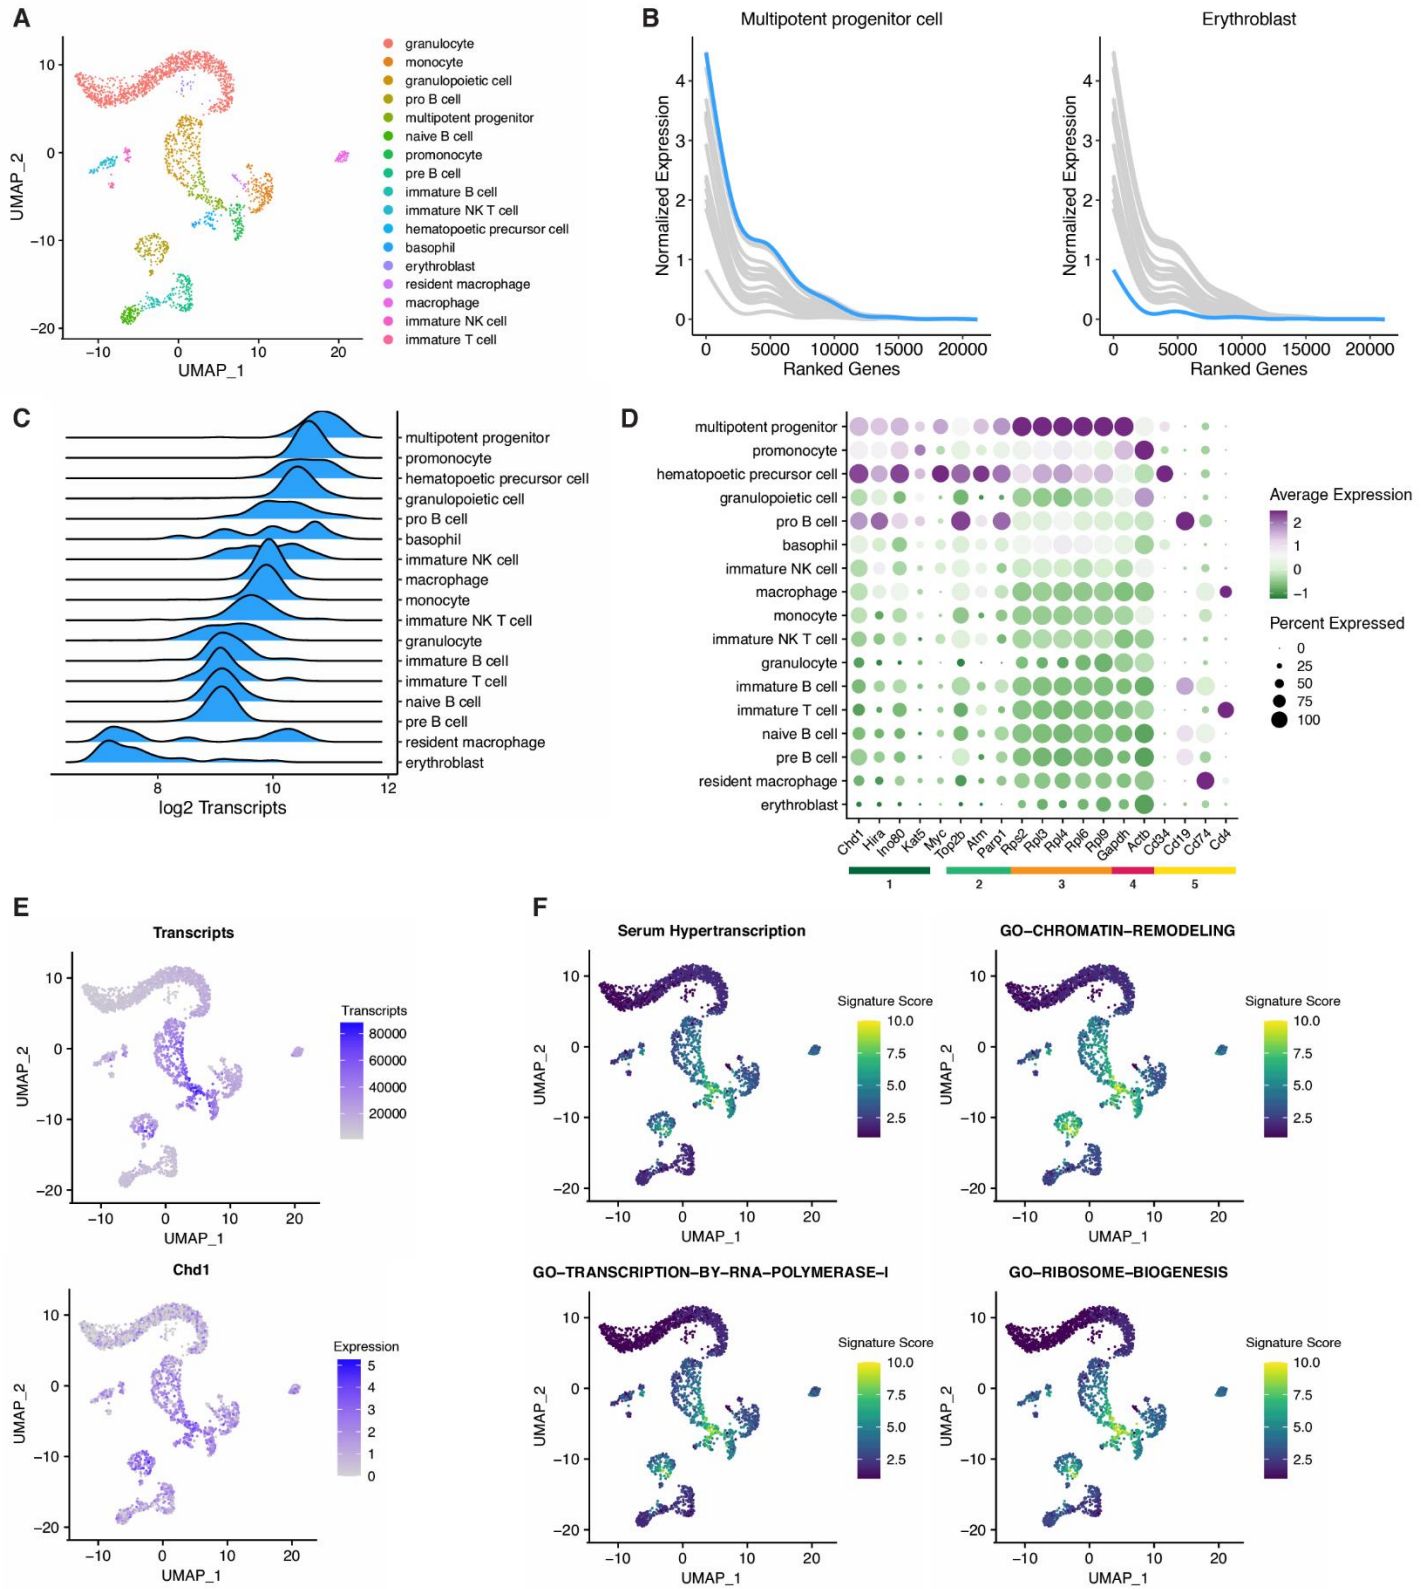 A
UMAP_2
10
0
−10
−20
−10
0
10
20
UMAP_1
granulocyte
monocyte
granulopoietic cell
pro B cell
multipotent progenitor
naive B cell
promonocyte
pre B cell
immature B cell
immature NK T cell
hematopoetic precursor cell
basophil
erythroblast
resident macrophage
macrophage
immature NK cell
immature T cell
B
Multipotent progenitor cell
Normalized Expression
4
3
2
1
0
0
5000
10000
15000
20000
Ranked Genes
Erythroblast
Normalized Expression
4
3
2
1
0
0
5000
10000
15000
20000
Ranked Genes
C
multipotent progenitor
promonocyte
hematopoetic precursor cell
granulopoietic cell
pro B cell
basophil
immature NK cell
macrophage
monocyte
immature NK T cell
granulocyte
immature B cell
immature T cell
naive B cell
pre B cell
resident macrophage
erythroblast
8
10
12
log2 Transcripts
D
multipotent progenitor
promonocyte
hematopoetic precursor cell
granulopoietic cell
pro B cell
basophil
immature NK cell
macrophage
monocyte
immature NK T cell
granulocyte
immature B cell
immature T cell
naive B cell
pre B cell
resident macrophage
erythroblast
Chd1
Hira
Ino80
Kat5
Myc
Top2b
Atm
Parp1
Rps2
Rpl3
Rpl4
Rpl6
Rpl9
Gapdh
Actb
Cd34
Cd19
Cd74
Cd4
1
2
3
4
5
Average Expression
2
1
0
−1
Percent Expressed
0
25
50
75
100
E
Transcripts
UMAP_2
10
0
−10
−20
−10
0
10
20
UMAP_1
Transcripts
80000
60000
40000
20000
Chd1
UMAP_2
10
0
−10
−20
−10
0
10
20
UMAP_1
Expression
5
4
3
2
1
0
F
Serum Hypertranscription
UMAP_2
10
0
−10
−20
−10
0
10
20
UMAP_1
Signature Score
10.0
7.5
5.0
2.5
GO−CHROMATIN−REMODELING
UMAP_2
10
0
−10
−20
−10
0
10
20
UMAP_1
Signature Score
10.0
7.5
5.0
2.5
GO−TRANSCRIPTION−BY−RNA−POLYMERASE−I
UMAP_2
10
0
−10
−20
−10
0
10
20
UMAP_1
Signature Score
10.0
7.5
5.0
2.5
GO−RIBOSOME−BIOGENESIS
UMAP_2
10
0
−10
−20
−10
0
10
20
UMAP_1
Signature Score
10.0
7.5
5.0
2.5